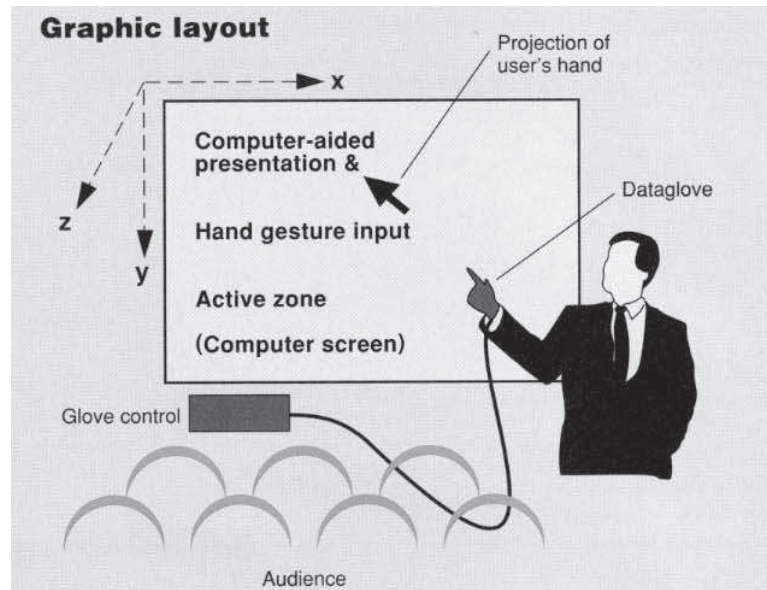 Graphic layout
Projection of
user's hand
x
Computer-aided
presentation &
Dataglove
z
Hand gesture input
y
Active zone
(Computer screen)
Glove control
Audience